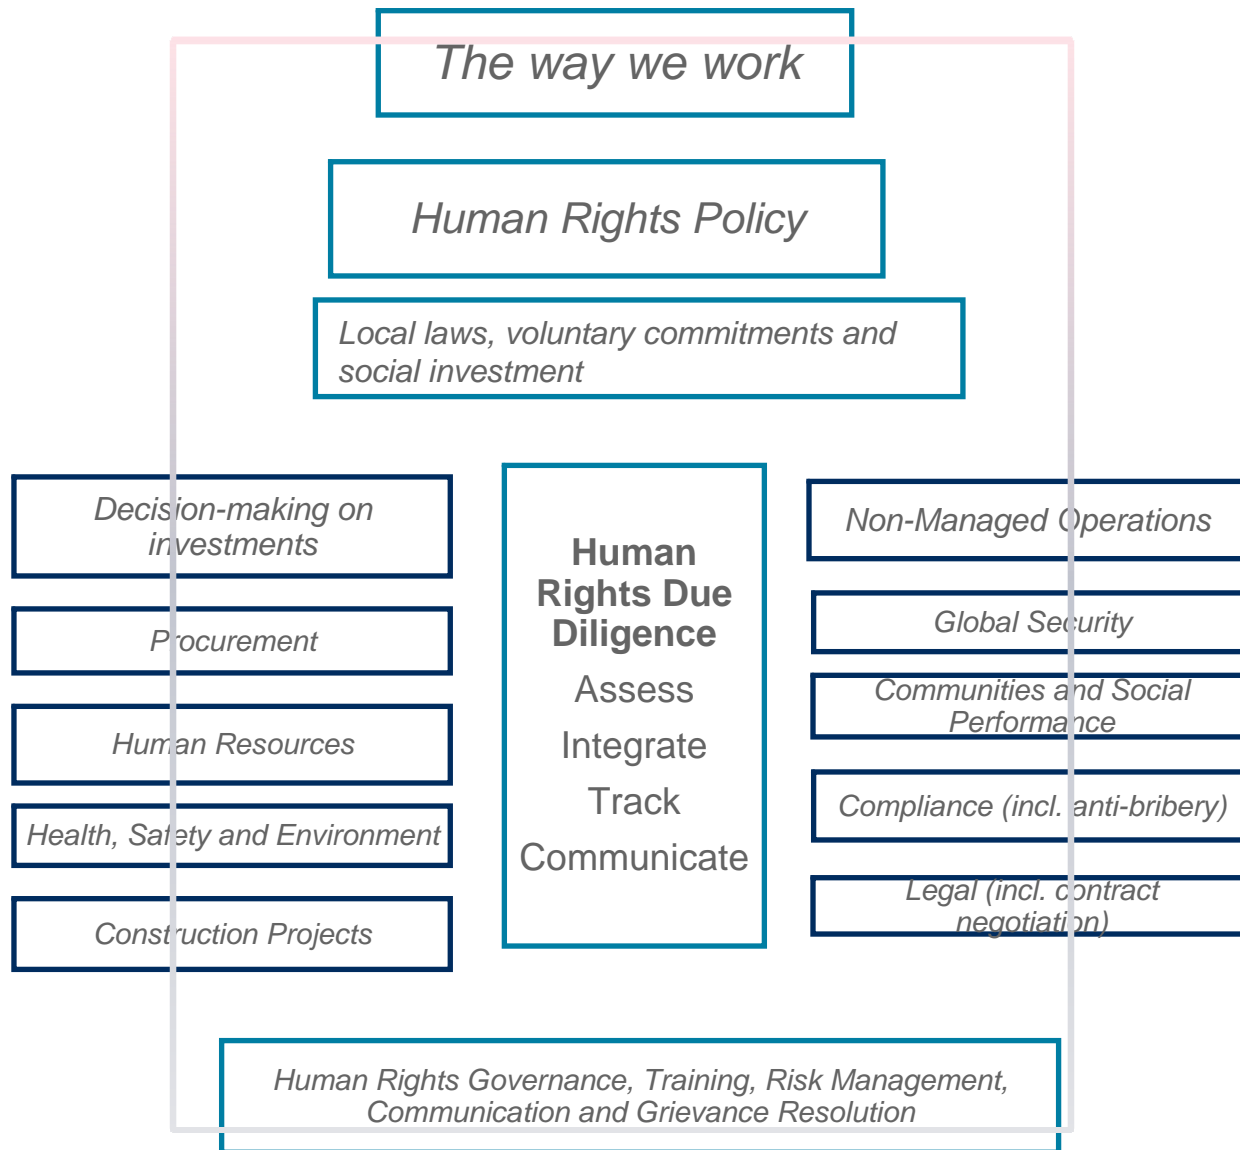 The way we work
Human Rights Policy
Local laws, voluntary commitments and
social investment
Decision-making on
investments
Procurement
Human Resources
Health, Safety and Environment
Construction Projects
Human
Rights Due
Diligence
Assess
Integrate
Track
Communicate
Non-Managed Operations
Global Security
Communities and Social
Performance
Compliance (incl. anti-bribery)
Legal (incl. contract
negotiation)
Human Rights Governance, Training, Risk Management,
Communication and Grievance Resolution